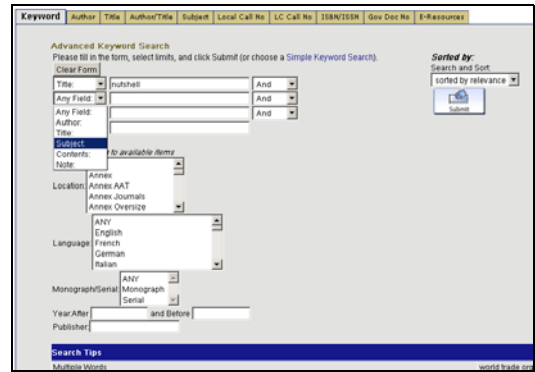 Keyword Author Title Author/Title Subject Local Call No LC Call No ISBN/ISSN Gov Doc No E-Resources
Advanced Keyword Search
Please fill in the form, select limits, and click Submit (or choose a Simple Keyword Search).
Sorted by:
Search and Sort
sorted by relevance
Submit
Clear Form
Title: nutshell And
Any Field: And
Any Field: And
Author:
Title:
Subject
Contents:
Note:
to available items
Location:
Annex
Annex AAT
Annex Journals
Annex Oversize
Language:
ANY
English
French
German
Italian
Monograph/Serial:
ANY
Monograph
Serial
Year:After and Before
Publisher:
Search Tips
Multiple Words world trade org